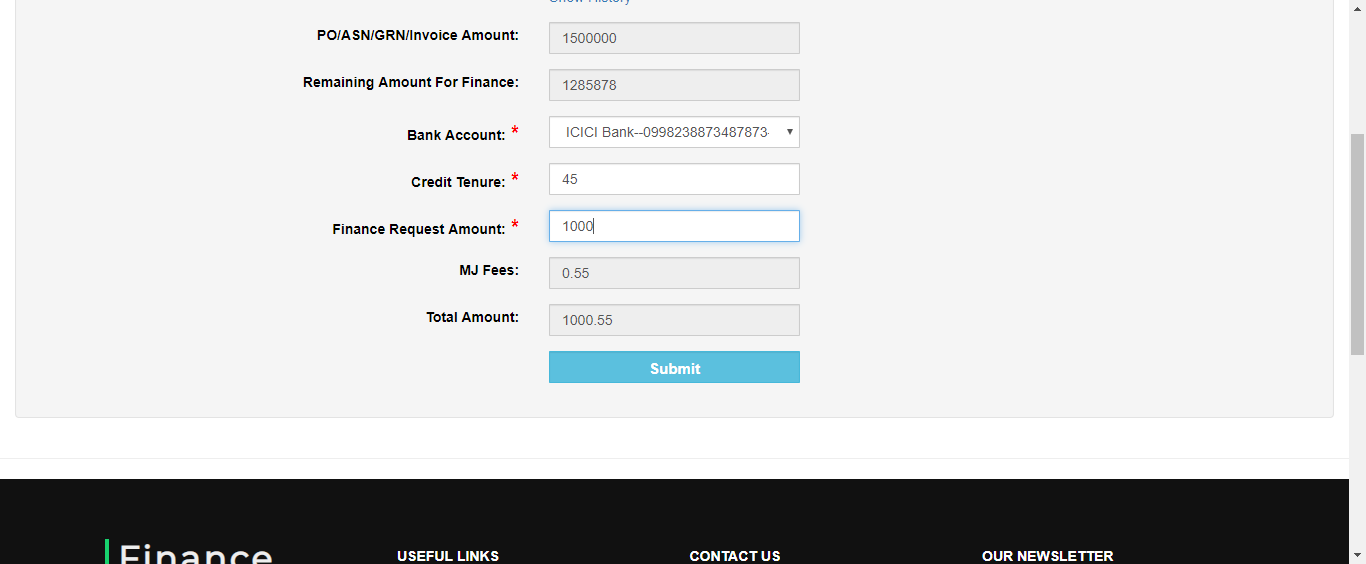 Show History
PO/ASN/GRN/Invoice Amount: 1500000
Remaining Amount For Finance: 1285878
Bank Account: * ICICI Bank--0998238873487873-
Credit Tenure: * 45
Finance Request Amount: * 1000
MJ Fees: 0.55
Total Amount: 1000.55
Submit
Finance USEFUL LINKS CONTACT US OUR NEWSLETTER